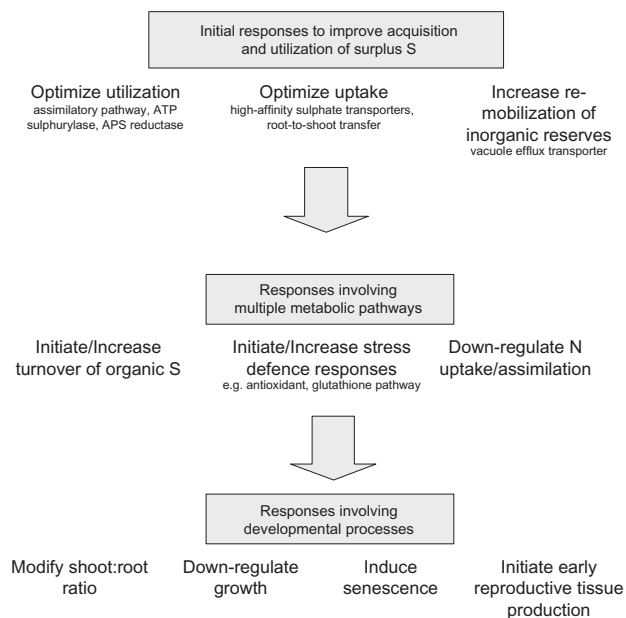 Initial responses to improve acquisition
and utilization of surplus S
Optimize utilization
assimilatory pathway, ATP
sulphurylase, APS reductase
Optimize uptake
high-affinity sulphate transporters,
root-to-shoot transfer
Increase re-
mobilization of
inorganic reserves
vacuole efflux transporter
Responses involving
multiple metabolic pathways
Initiate/Increase
turnover of organic S
Initiate/Increase stress
defence responses
e.g. antioxidant, glutathione pathway
Down-regulate N
uptake/assimilation
Responses involving
developmental processes
Modify shoot:root
ratio
Down-regulate
growth
Induce
senescence
Initiate early
reproductive tissue
production